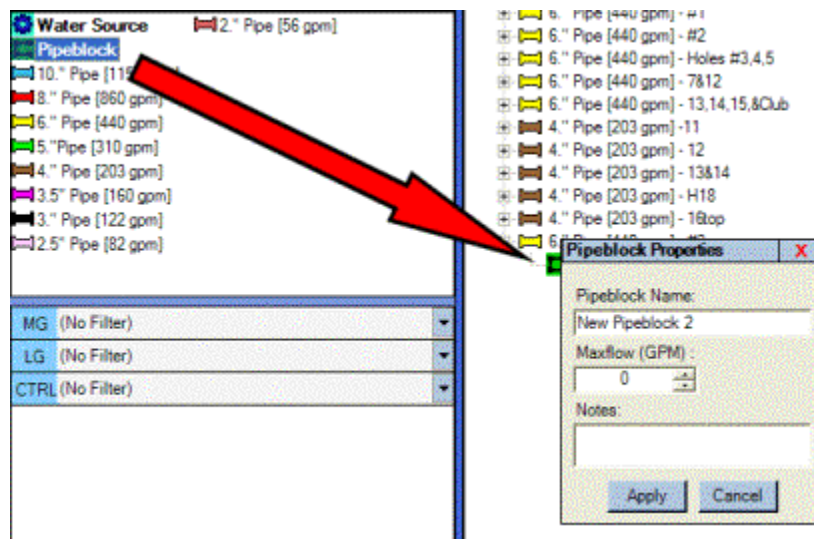 Water Source
2." Pipe [56 gpm]
Pipeblock
10." Pipe [115
8." Pipe [860 gpm]
6." Pipe [440 gpm]
5."Pipe [310 gpm]
4." Pipe [203 gpm]
3.5" Pipe [160 gpm]
3." Pipe [122 gpm]
2.5" Pipe [82 gpm]
MG (No Filter)
LG (No Filter)
CTRL (No Filter)
6." Pipe [440 gpm] - #1
6." Pipe [440 gpm] - #2
6." Pipe [440 gpm] - Holes #3,4,5
6." Pipe [440 gpm] - 7&12
6." Pipe [440 gpm] - 13,14,15,&Club
4." Pipe [203 gpm] -11
4." Pipe [203 gpm] - 12
4." Pipe [203 gpm] - 13&14
4." Pipe [203 gpm] - H18
4." Pipe [203 gpm] - 16top
Pipeblock Properties X
Pipeblock Name:
New Pipeblock 2
Maxflow (GPM) :
0
Notes:
Apply Cancel